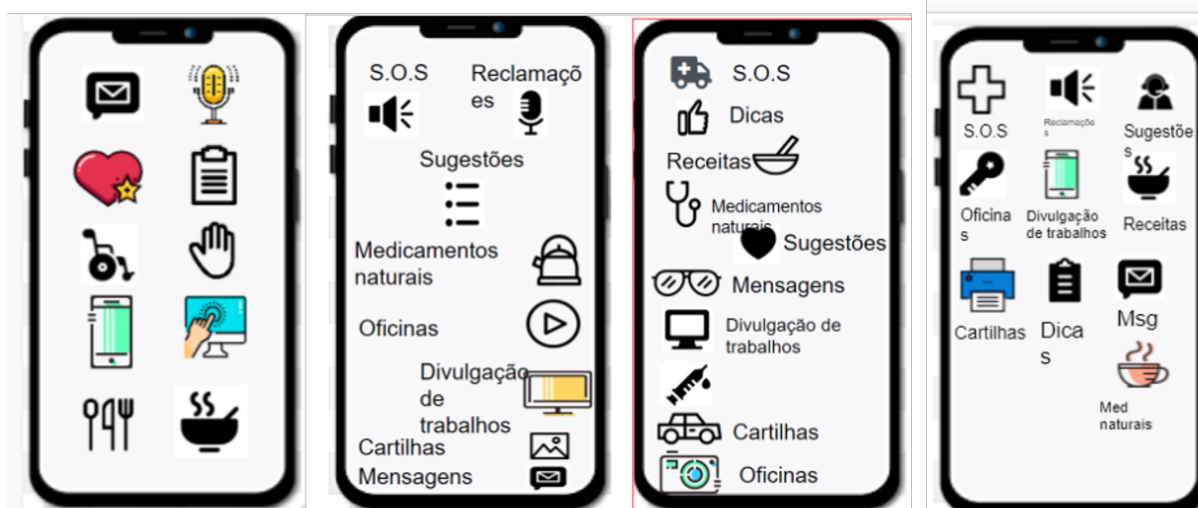 S.O.S
Reclamaçõ
es
Sugestões
Medicamentos
naturais
Oficinas
Divulgação
de
trabalhos
Cartilhas
Mensagens
S.O.S
Dicas
Receitas
Medicamentos
naturais
Sugestões
Mensagens
Divulgação de
trabalhos
Cartilhas
Oficinas
S.O.S
Reclamaçõe
s
Sugestõe
s
Oficina
s
Divulgação
de trabalhos
Receitas
Cartilhas
Dica
s
Msg
Med
naturais